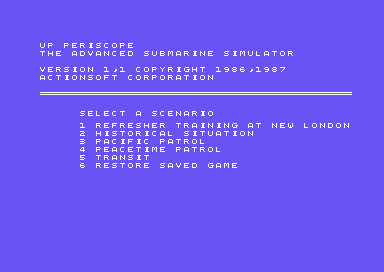 UP PERISCOPE
THE ADVANCED SUBMARINE SIMULATOR
VERSION 1,1 COPYRIGHT 1986,1987
ACTIONSOFT CORPORATION
SELECT A SCENARIO
1 REFRESHER TRAINING AT NEW LONDON
2 HISTORICAL SITUATION
3 PACIFIC PATROL
4 PEACETIME PATROL
5 TRANSIT
6 RESTORE SAVED GAME